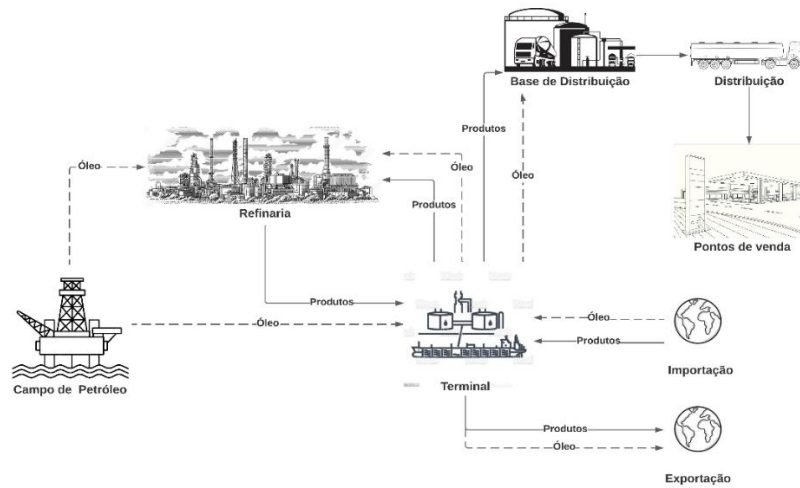 Base de Distribuição
Distribuição
Produtos
Óleo
Óleo
Óleo
Produtos
Refinaria
Pontos de venda
Produtos
Óleo
Óleo
Produtos
Campo de Petróleo
Terminal
Importação
Produtos
Óleo
Exportação